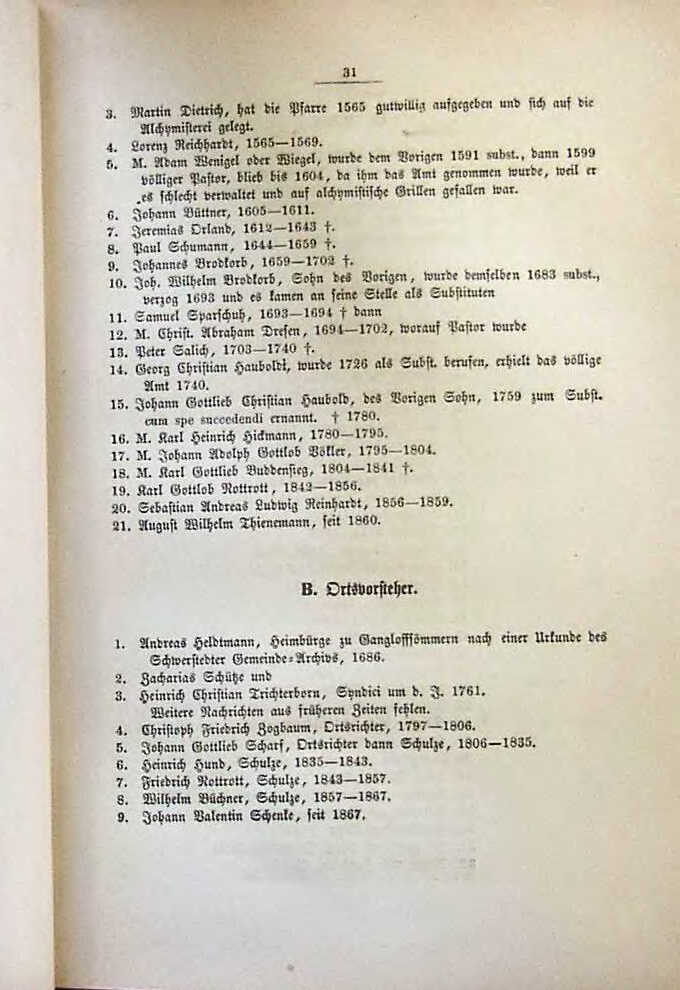 31
3. Martin Dietrich, hat die Pfarre 1565 gutwillig aufgegeben und sich auf die
Alchymisterei gelegt.
4. Lorenz Reichhardt, 1565—1569.
5. M. Adam Wenigel oder Wiegel, wurde dem Vorigen 1591 subst., dann 1599
völliger Pastor, blieb bis 1604, da ihm das Amt genommen wurde, weil er
es schlecht verwaltet und auf alchymistische Grillen gefallen war.
6. Johann Büttner, 1605—1611.
7. Jeremias Orland, 1612—1643 †.
8. Paul Schumann, 1644—1659 †.
9. Johannes Brodkorb, 1659—1702 †.
10. Joh. Wilhelm Brodkorb, Sohn des Vorigen, wurde demselben 1683 subst.,
verzog 1693 und es kamen an seine Stelle als Substituten
11. Samuel Sparschuh, 1693—1694 † dann
12. M. Christ. Abraham Dresen, 1694—1702, worauf Pastor wurde
13. Peter Salich, 1703—1740 †.
14. Georg Christian Hauboldi, wurde 1726 als Subst. berufen, erhielt das völlige
Amt 1740.
15. Johann Gottlieb Christian Haubold, des Vorigen Sohn, 1759 zum Subst.
cum spe succedendi ernannt. † 1780.
16. M. Karl Heinrich Hickmann, 1780—1795.
17. M. Johann Adolph Gottlob Völler, 1795—1804.
18. M. Karl Gottlieb Buddensieg, 1804—1841 †.
19. Karl Gottlob Nottrott, 1842—1856.
20. Sebastian Andreas Ludwig Reinhardt, 1856—1859.
21. August Wilhelm Thienemann, seit 1860.
B. Ortsvorsteher.
1. Andreas Heldtmann, Heimbürge zu Gangloffsömmern nach einer Urkunde des
Schwerstedter Gemeinde-Archivs, 1686.
2. Zacharias Schütze und
3. Heinrich Christian Trichterborn, Syndici um d. J. 1761.
Weitere Nachrichten aus früheren Zeiten fehlen.
4. Christoph Friedrich Zogbaum, Ortsrichter, 1797—1806.
5. Johann Gottlieb Scharf, Ortsrichter dann Schulze, 1806—1835.
6. Heinrich Hund, Schulze, 1835—1843.
7. Friedrich Nottrott, Schulze, 1843—1857.
8. Wilhelm Büchner, Schulze, 1857—1867.
9. Johann Valentin Schenke, seit 1867.